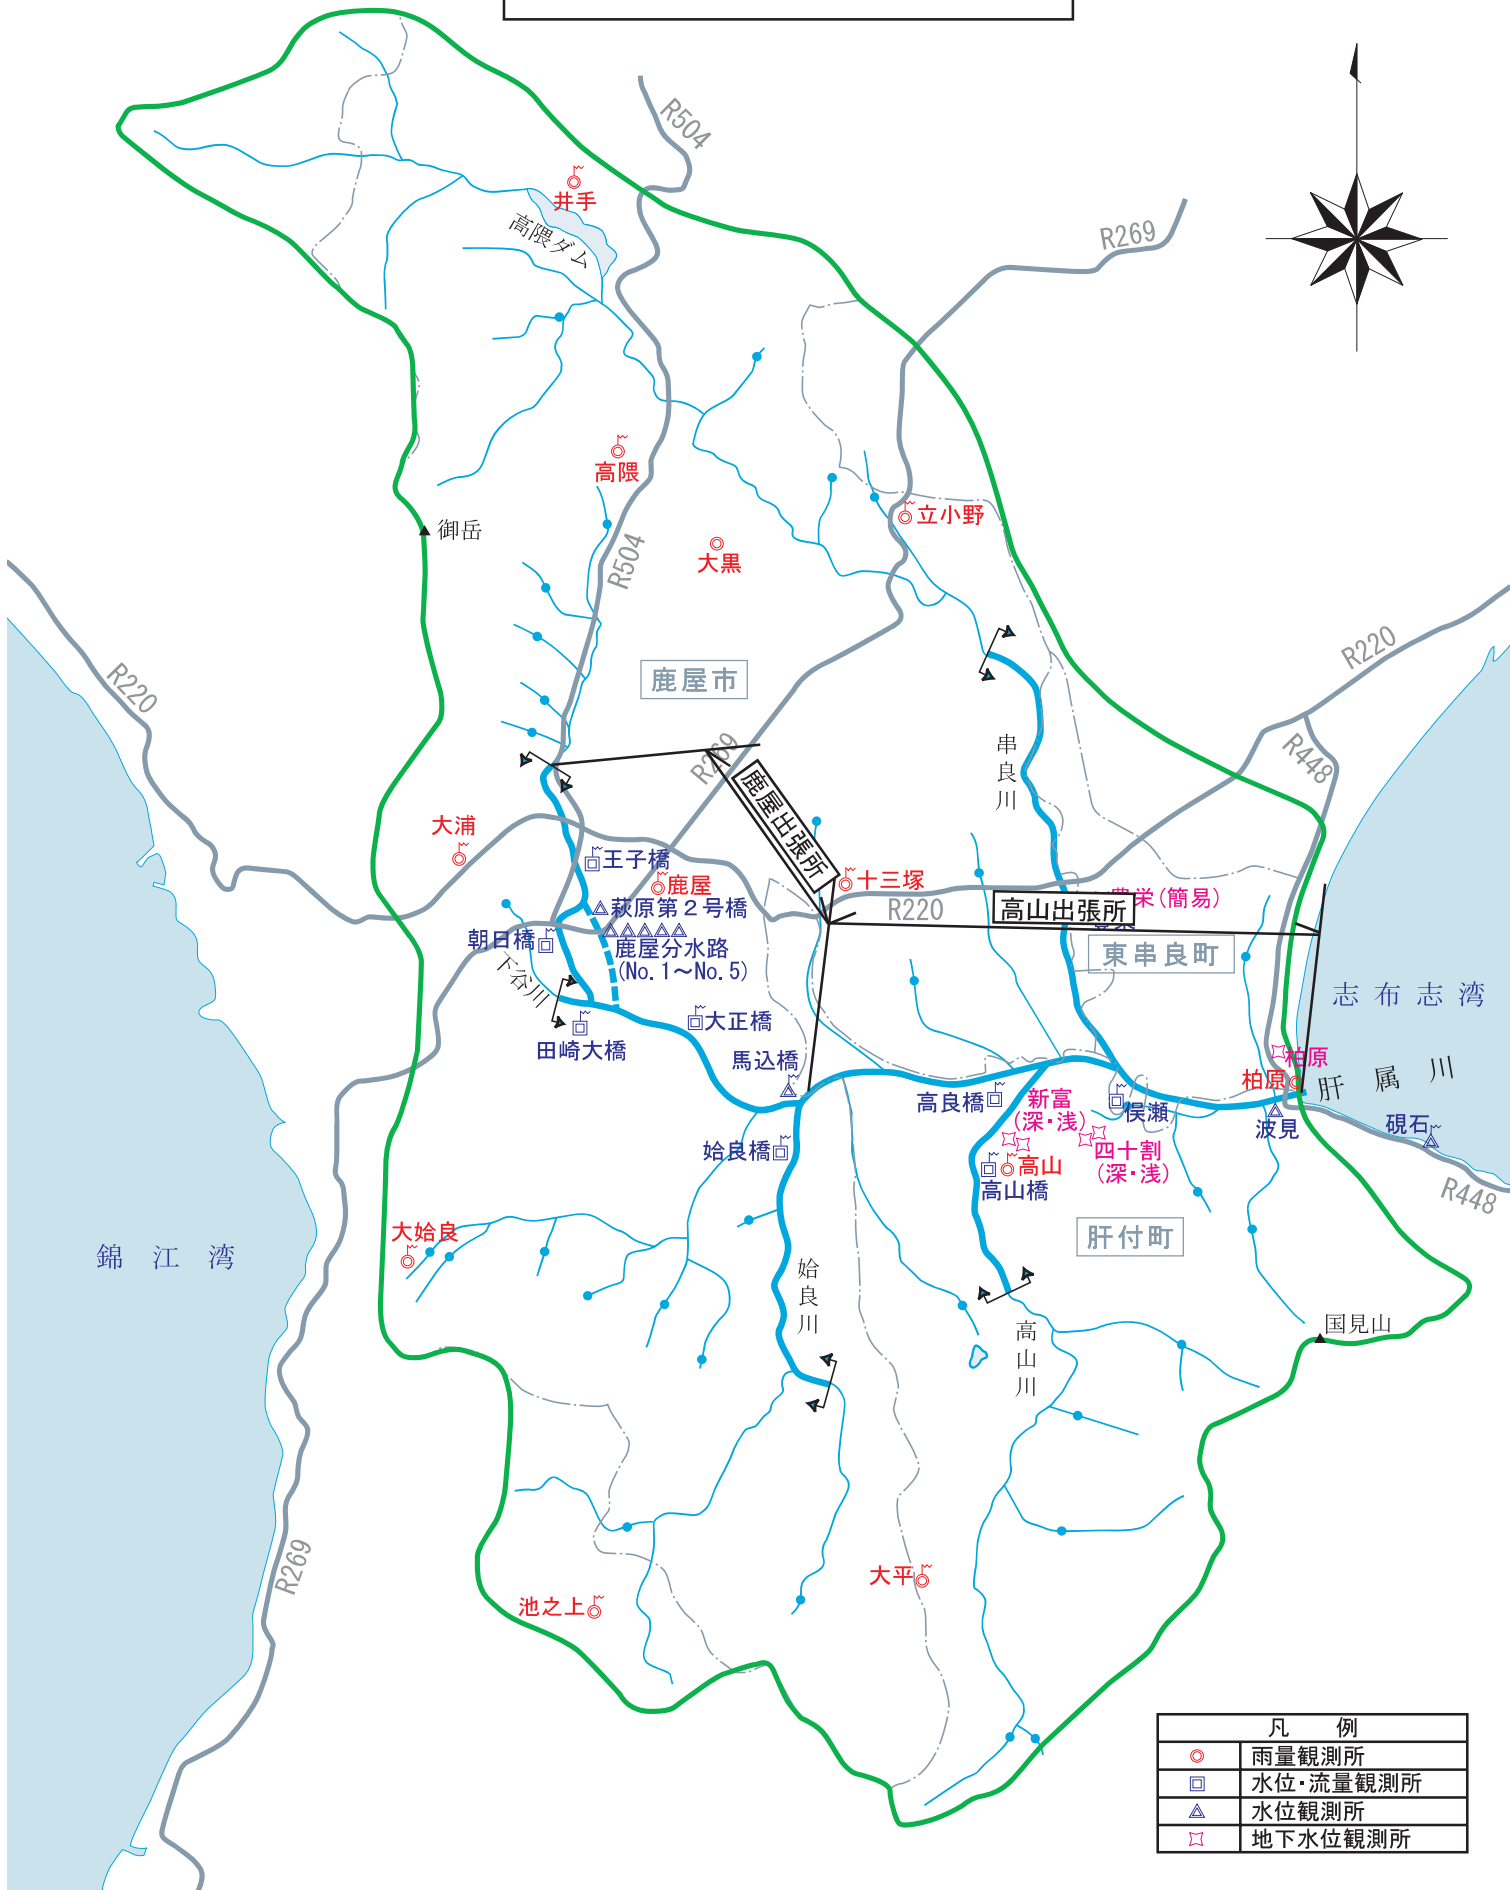 R504
井手
高隈ダム
R269
高隈
立小野
御岳
大黒
R504
鹿屋市
R220
R220
R448
串良川
R269
鹿屋出張所
大浦
王子橋
鹿屋
十三塚
萩原第2号橋
豊栄(簡易)
高山出張所
R220
朝日橋
鹿屋分水路
(No.1～No.5)
東串良町
下谷川
志布志湾
大正橋
田崎大橋
馬込橋
柏原
柏原
肝属川
高良橋
新富
(深・浅)
俣瀬
波見
硯石
姶良橋
四十割
(深・浅)
高山
高山橋
R448
大姶良
肝付町
錦江湾
姶良川
高山川
国見山
R269
大平
池之上
凡例
雨量観測所
水位・流量観測所
水位観測所
地下水位観測所